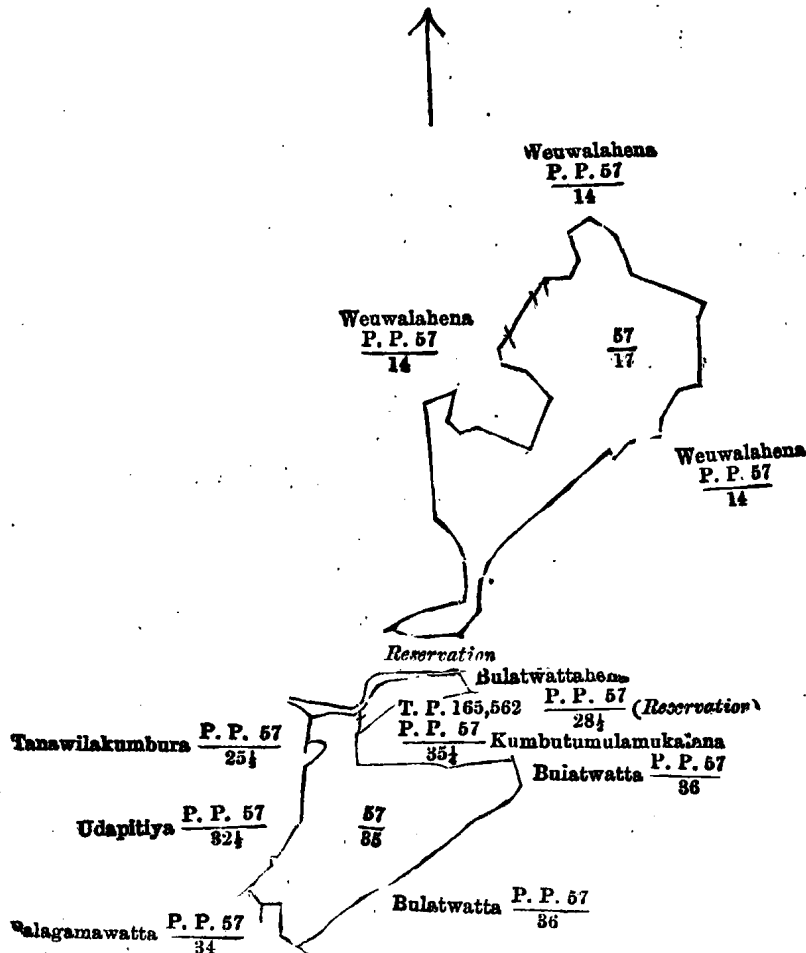 Weuwalahena
P. P. 57
14
Weuwalahena
P. P. 57
14
57
17
Weuwalahena
P. P. 57
14
Reservation
Bulatwattahena
T. P. 165,562 P. P. 57 (Reservation)
28½
Tanawilakumbura P. P. 57
25½
P. P. 57 Kumbutumulamukalana
35½
Bulatwatta P. P. 57
36
Udapitiya P. P. 57
32½
57
35
Bulatwatta P. P. 57
36
P. P. 57
34